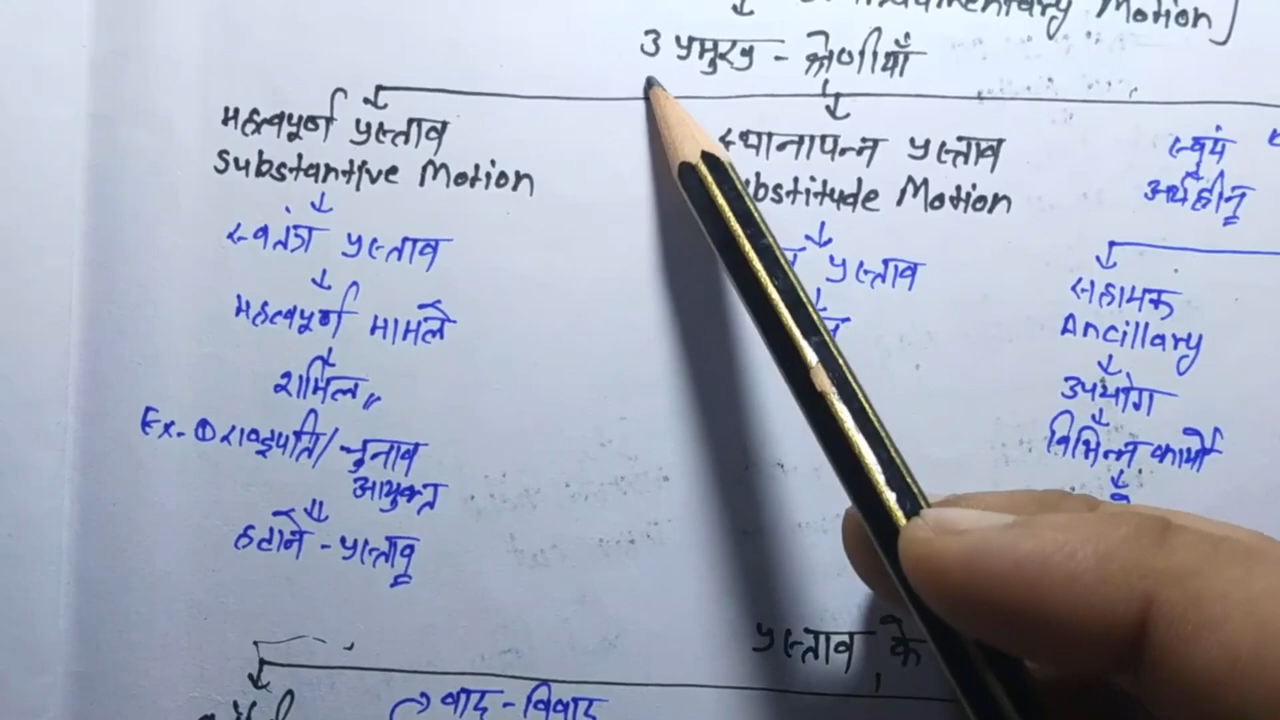 Motion]
3 प्रमुख - श्रेणीयाँ
महत्वपूर्ण प्रस्ताव
Substantive Motion
स्वतंत्र प्रस्ताव
महत्वपूर्ण मामले
शामिल
Ex- ① राष्ट्रपति/ चुनाव
आयुक्त
हटाने - प्रस्ताव
स्थानापन्न प्रस्ताव
bstitude Motion
प्रस्ताव
स्वयं
अर्थहीन
सहायक
Ancillary
उपयोग
विभिन्न कार्यो
प्रस्ताव के
वाद - विवाद